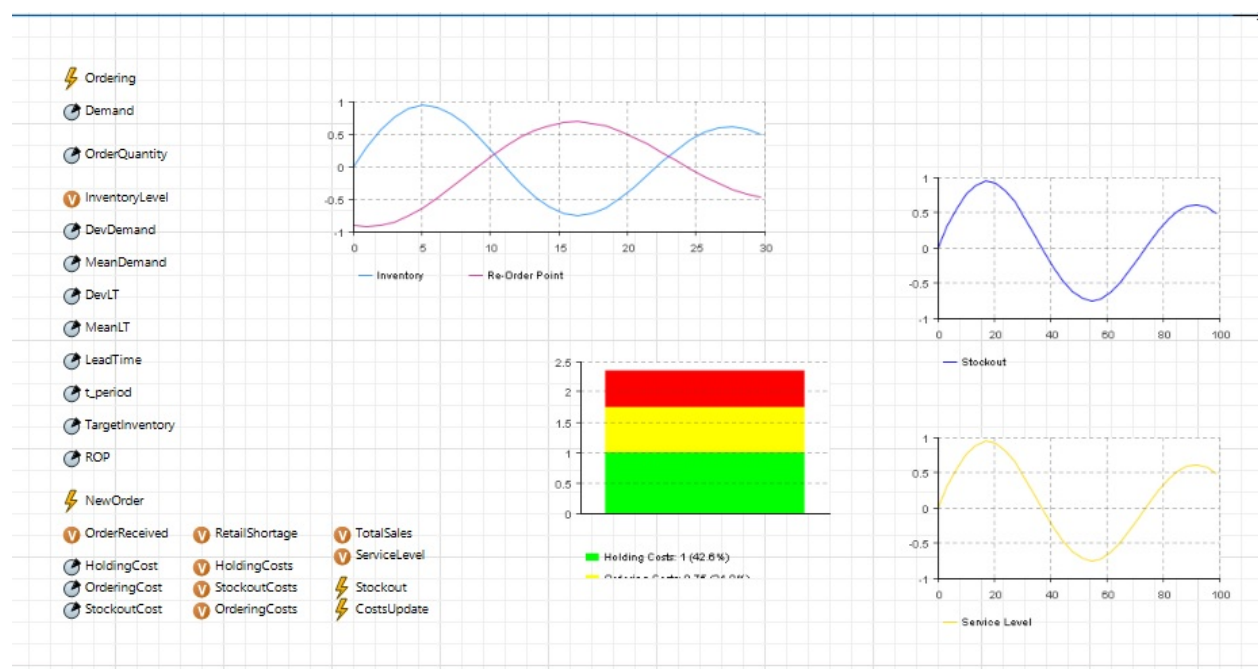 Ordering
Demand
OrderQuantity
InventoryLevel
DevDemand
MeanDemand
DevLT
MeanLT
LeadTime
t_period
TargetInventory
ROP
NewOrder
OrderReceived RetailShortage TotalSales
ServiceLevel
HoldingCost HoldingCosts
OrderingCost StockoutCosts Stockout
StockoutCost OrderingCosts CostsUpdate
1
0.5
0
-0.5
-1
0 5 10 15 20 25 30
Inventory Re-Order Point
2.5
2
1.5
1
0.5
0
Holding Costs: 1 (42.6%)
1
0.5
0
-0.5
-1
0 20 40 60 80 100
Stockout
1
0.5
0
-0.5
-1
0 20 40 60 80 100
Service Level